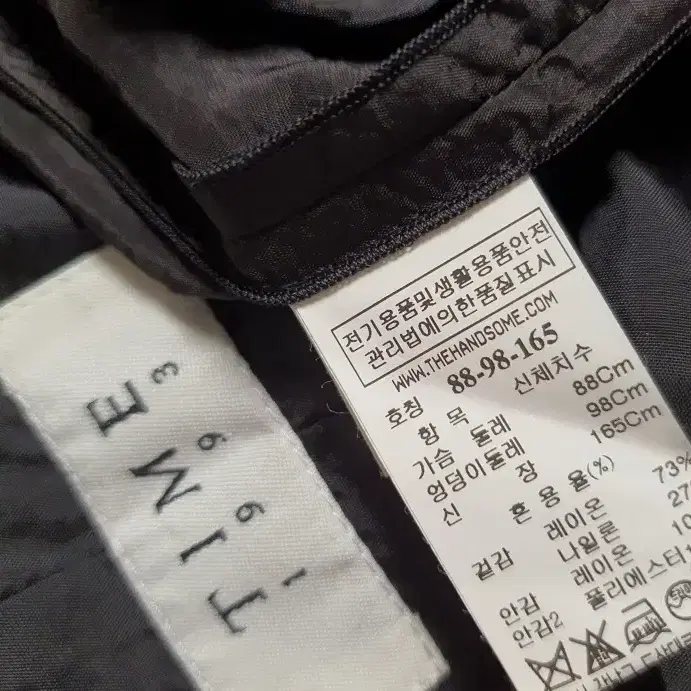 TIME
1993
전기용품및생활용품안전
관리법에의한품질표시
WWW.THEHANDSOME.COM
호칭 88-98-165
항 목 신체치수
가슴 둘레 88Cm
엉덩이둘레 98Cm
신 장 165Cm
혼 용 율(%)
겉감 레이온 73%
나일론 27
안감 레이온 10
안감2 폴리에스터